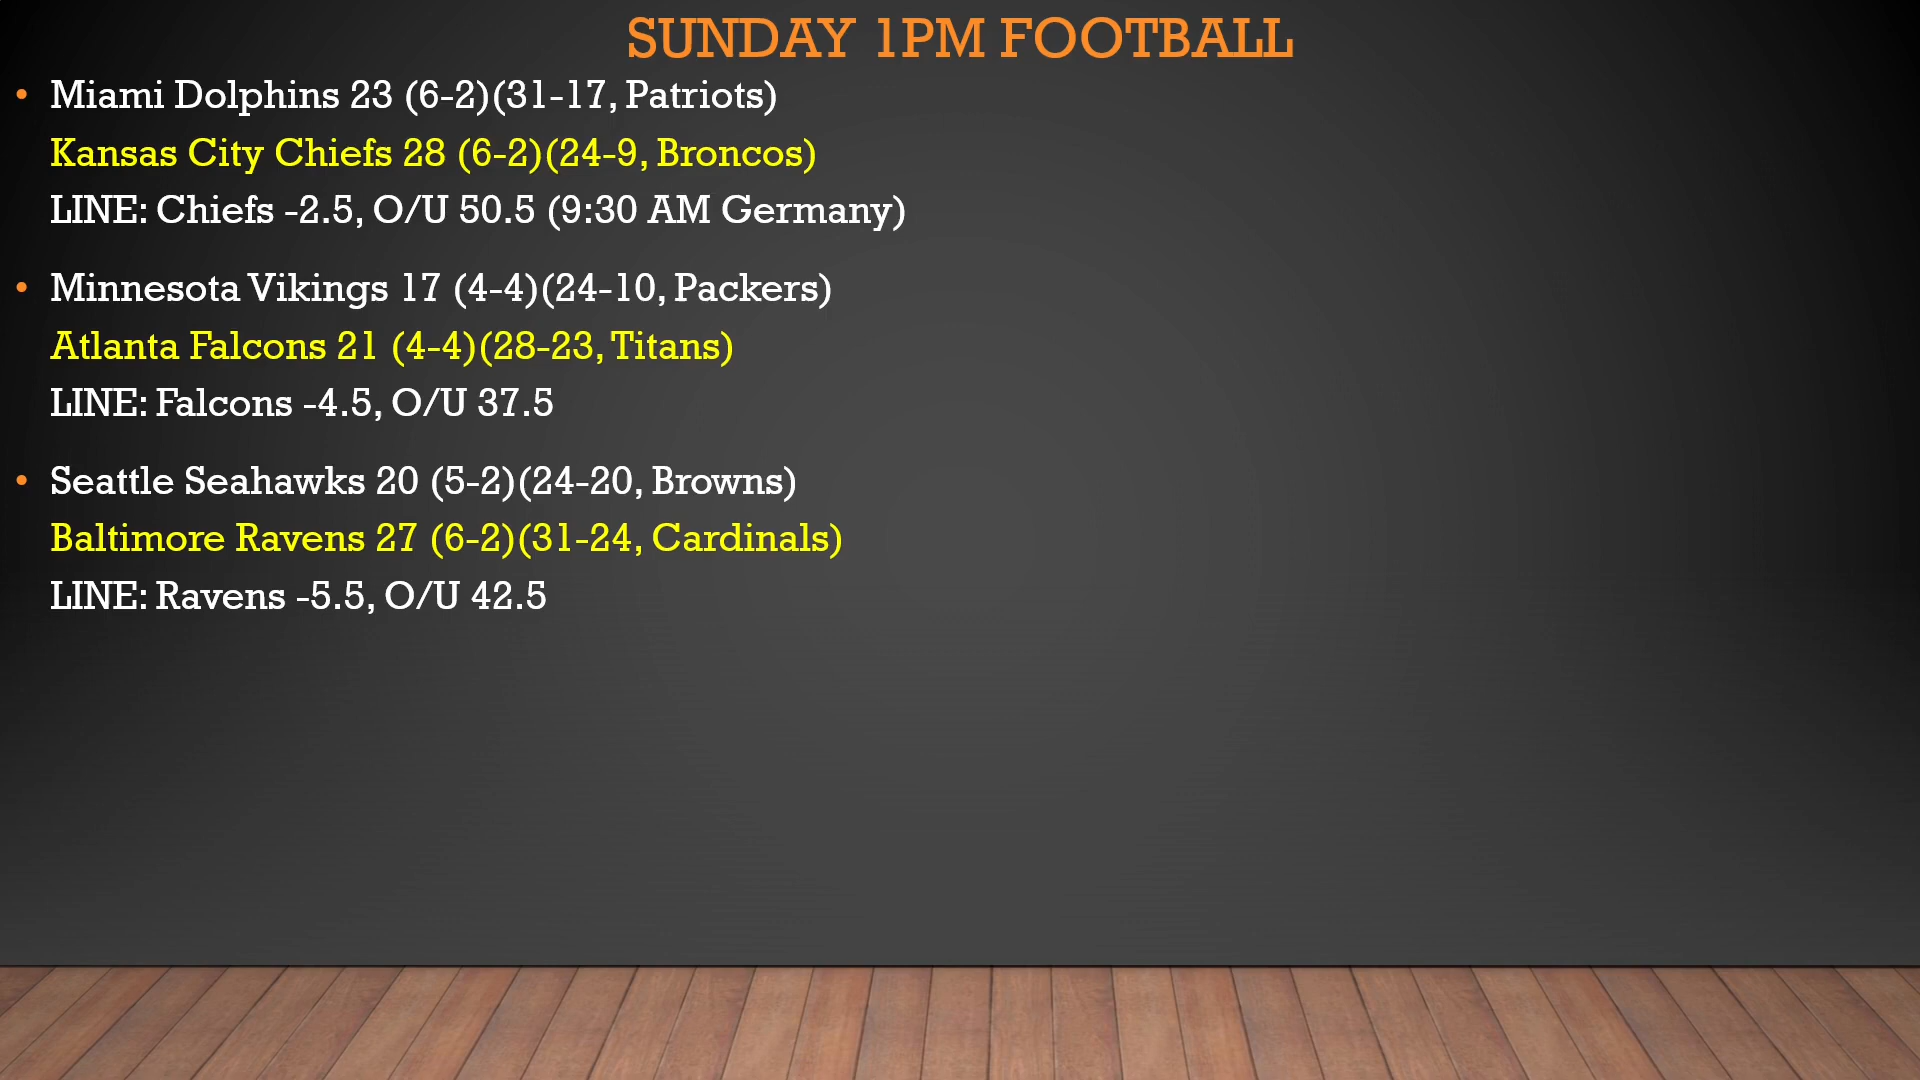 SUNDAY 1PM FOOTBALL
• Miami Dolphins 23 (6-2)(31-17, Patriots)
Kansas City Chiefs 28 (6-2)(24-9, Broncos)
LINE: Chiefs -2.5, O/U 50.5 (9:30 AM Germany)
• Minnesota Vikings 17 (4-4)(24-10, Packers)
Atlanta Falcons 21 (4-4)(28-23, Titans)
LINE: Falcons -4.5, O/U 37.5
• Seattle Seahawks 20 (5-2)(24-20, Browns)
Baltimore Ravens 27 (6-2)(31-24, Cardinals)
LINE: Ravens -5.5, O/U 42.5